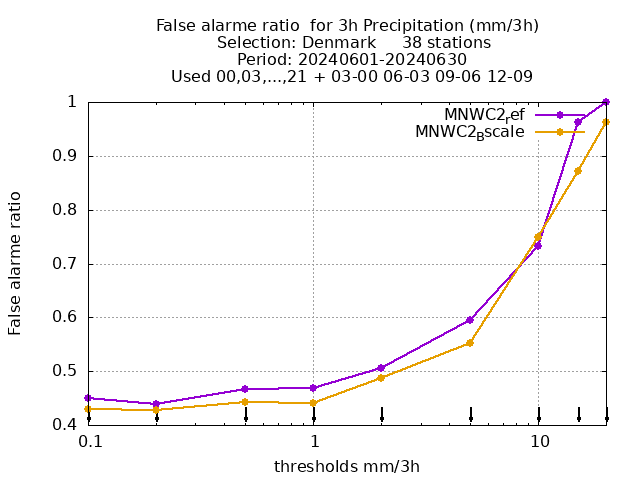 False alarme ratio  for 3h Precipitation (mm/3h)
Selection: Denmark     38 stations
Period: 20240601-20240630
Used 00,03,...,21 + 03-00 06-03 09-06 12-09
MNWC2ref
MNWC2Bscale
False alarme ratio
1
0.9
0.8
0.7
0.6
0.5
0.4
0.1 1 10
thresholds mm/3h